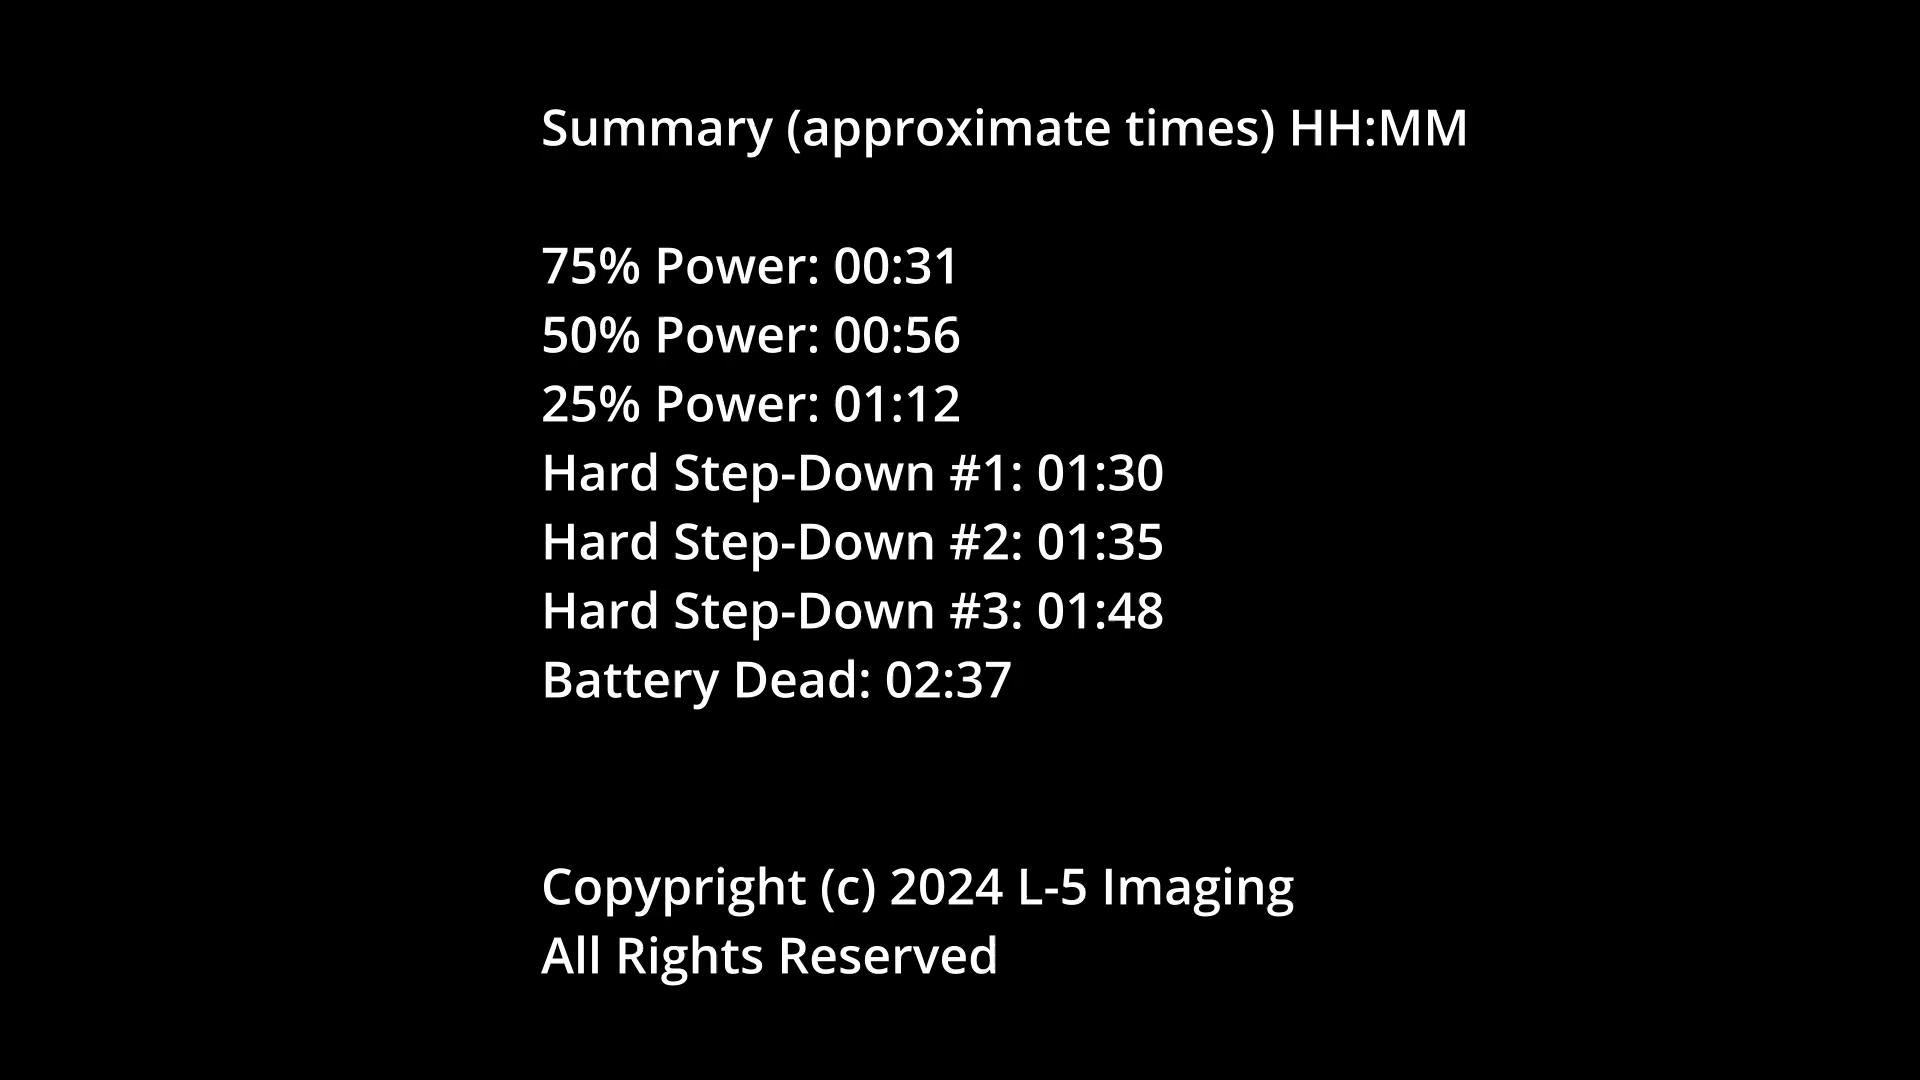 Summary (approximate times) HH:MM
75% Power: 00:31
50% Power: 00:56
25% Power: 01:12
Hard Step-Down #1: 01:30
Hard Step-Down #2: 01:35
Hard Step-Down #3: 01:48
Battery Dead: 02:37
Copypright (c) 2024 L-5 Imaging
All Rights Reserved